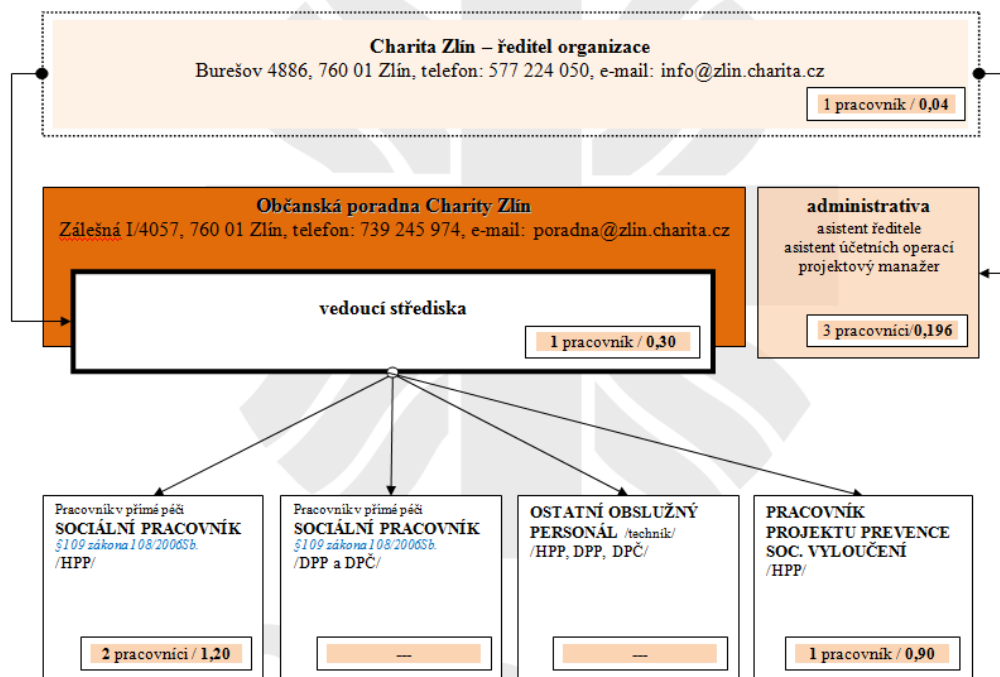 Charita Zlín – ředitel organizace
Burešov 4886, 760 01 Zlín, telefon: 577 224 050, e-mail: info@zlin.charita.cz
1 pracovník / 0,04
Občanská poradna Charity Zlín
Zálešná I/4057, 760 01 Zlín, telefon: 739 245 974, e-mail: poradna@zlin.charita.cz
vedoucí střediska
1 pracovník / 0,30
administrativa
asistent ředitele
asistent účetních operací
projektový manažer
3 pracovníci/0,196
Pracovník v přímé péči
SOCIÁLNÍ PRACOVNÍK
§109 zákona 108/2006Sb.
/HPP/
2 pracovníci / 1,20
Pracovník v přímé péči
SOCIÁLNÍ PRACOVNÍK
§109 zákona 108/2006Sb.
/DPP a DPČ/
---
OSTATNÍ OBSLUŽNÝ
PERSONÁL /technik/
/HPP, DPP, DPČ/
---
PRACOVNÍK
PROJEKTU PREVENCE
SOC. VYLOUČENÍ
/HPP/
1 pracovník / 0,90